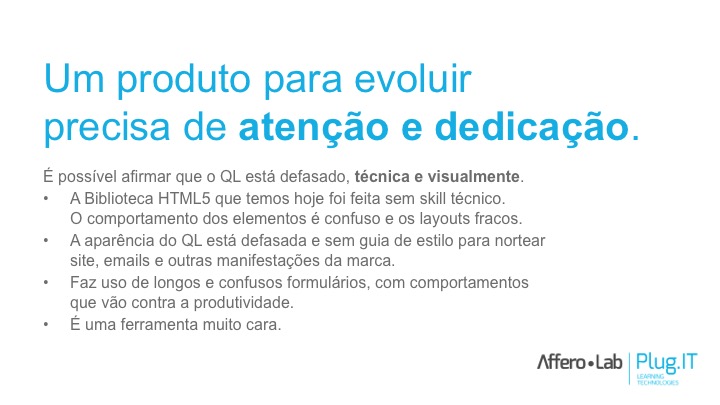 Um produto para evoluir
precisa de atenção e dedicação.
É possível afirmar que o QL está defasado, técnica e visualmente.
• A Biblioteca HTML5 que temos hoje foi feita sem skill técnico.
O comportamento dos elementos é confuso e os layouts fracos.
• A aparência do QL está defasada e sem guia de estilo para nortear
site, emails e outras manifestações da marca.
• Faz uso de longos e confusos formulários, com comportamentos
que vão contra a produtividade.
• É uma ferramenta muito cara.
Affero•Lab Plug.IT
LEARNING
TECHNOLOGIES